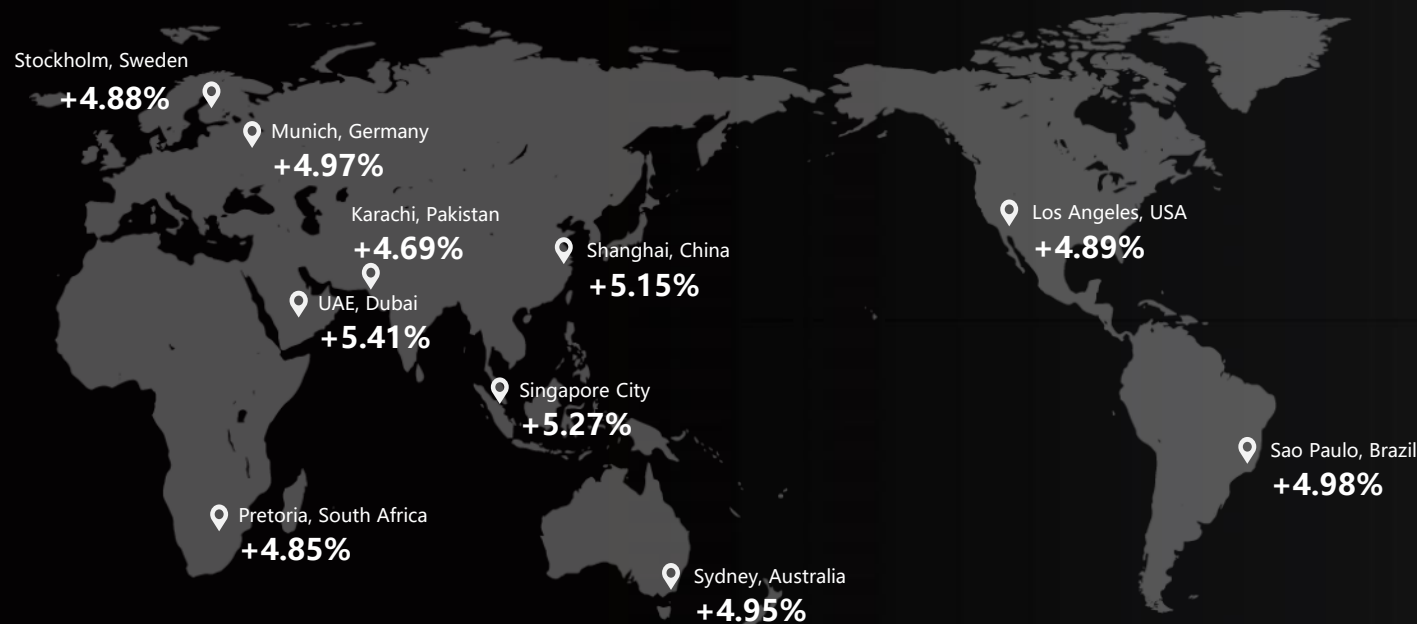 Stockholm, Sweden
+4.88%
Munich, Germany
+4.97%
Karachi, Pakistan
+4.69%
Los Angeles, USA
+4.89%
Shanghai, China
+5.15%
UAE, Dubai
+5.41%
Singapore City
+5.27%
Sao Paulo, Brazil
+4.98%
Pretoria, South Africa
+4.85%
Sydney, Australia
+4.95%